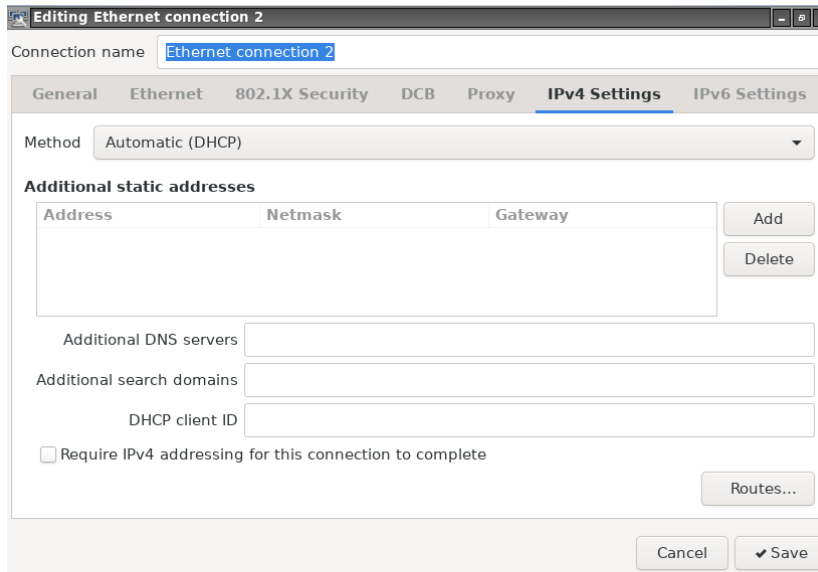 Editing Ethernet connection 2
Connection name Ethernet connection 2
General Ethernet 802.1X Security DCB Proxy IPv4 Settings IPv6 Settings
Method Automatic (DHCP)
Additional static addresses
Address Netmask Gateway Add
Delete
Additional DNS servers
Additional search domains
DHCP client ID
Require IPv4 addressing for this connection to complete
Routes...
Cancel Save